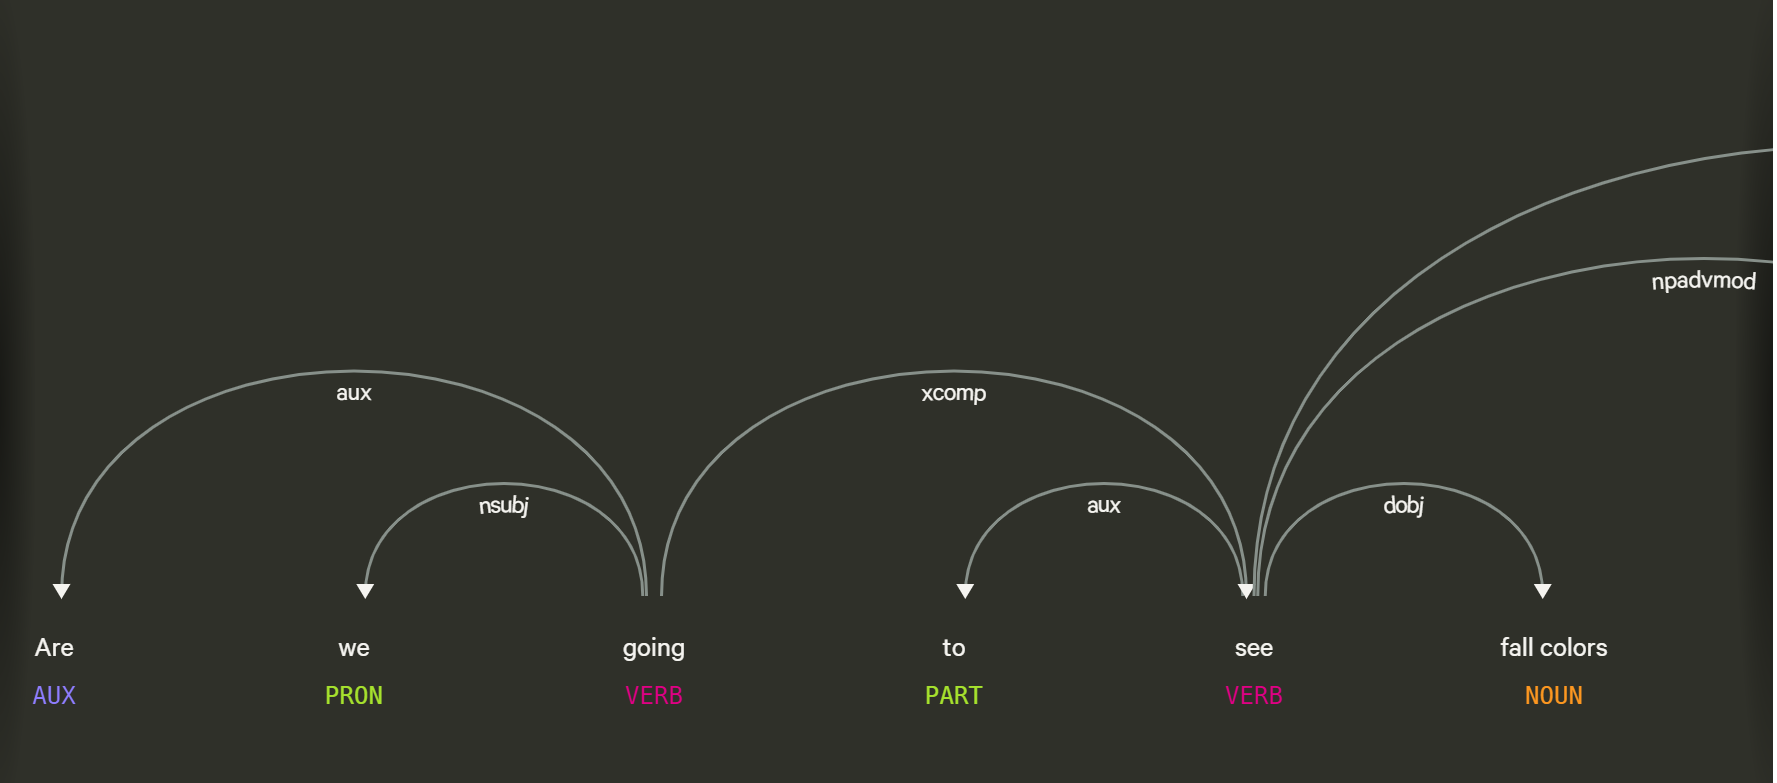 npadvmod
aux xcomp
nsubj aux dobj
Are we going to see fall colors
AUX PRON VERB PART VERB NOUN